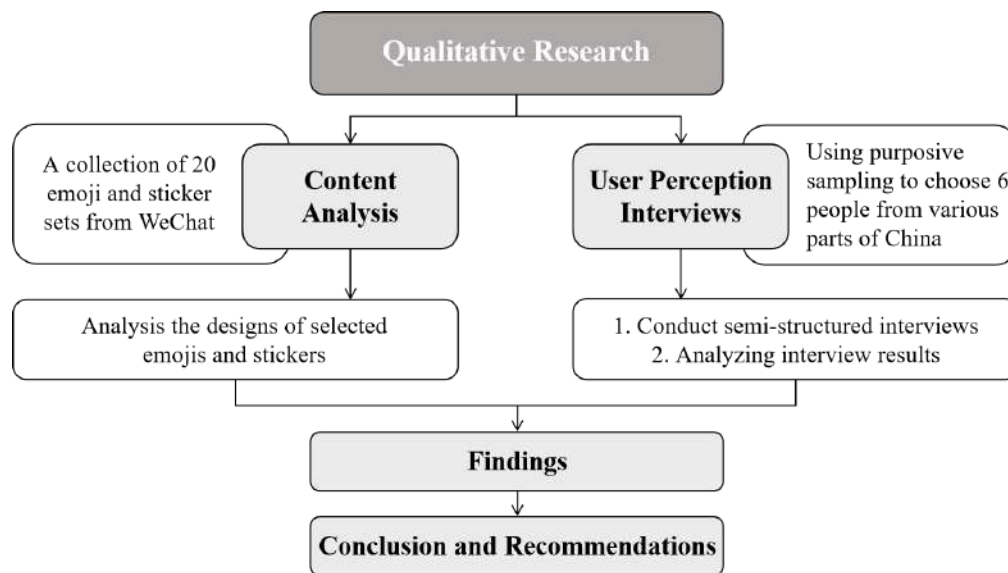 Qualitative Research
A collection of 20
emoji and sticker
sets from WeChat
Content
Analysis
User Perception
Interviews
Using purposive
sampling to choose 6
people from various
parts of China
Analysis the designs of selected
emojis and stickers
1. Conduct semi-structured interviews
2. Analyzing interview results
Findings
Conclusion and Recommendations